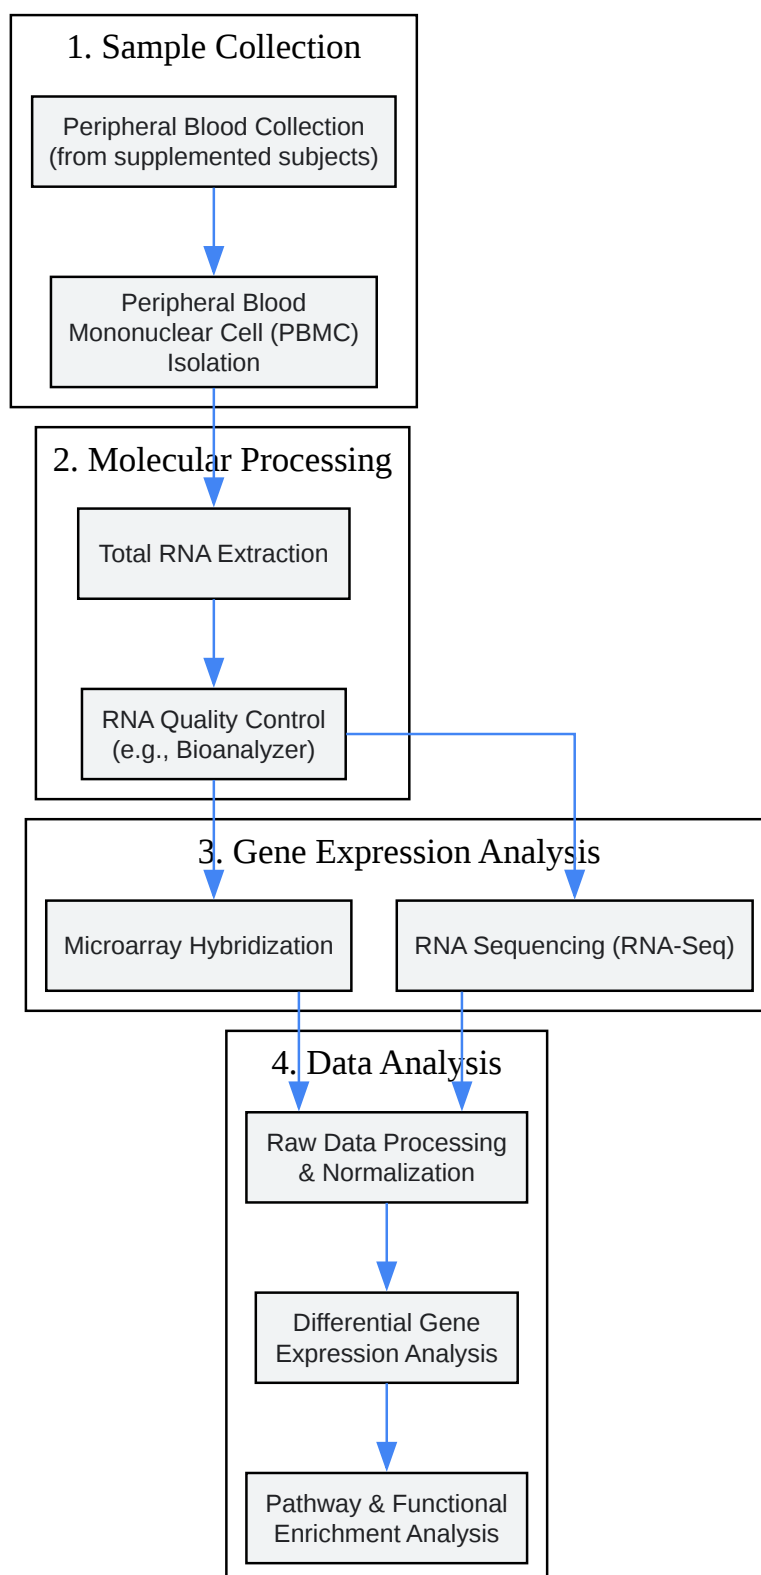 1. Sample Collection
Peripheral Blood Collection
(from supplemented subjects)
Peripheral Blood
Mononuclear Cell (PBMC)
Isolation
2. Molecular Processing
Total RNA Extraction
RNA Quality Control
(e.g., Bioanalyzer)
3. Gene Expression Analysis
Microarray Hybridization
RNA Sequencing (RNA-Seq)
4. Data Analysis
Raw Data Processing
& Normalization
Differential Gene
Expression Analysis
Pathway & Functional
Enrichment Analysis